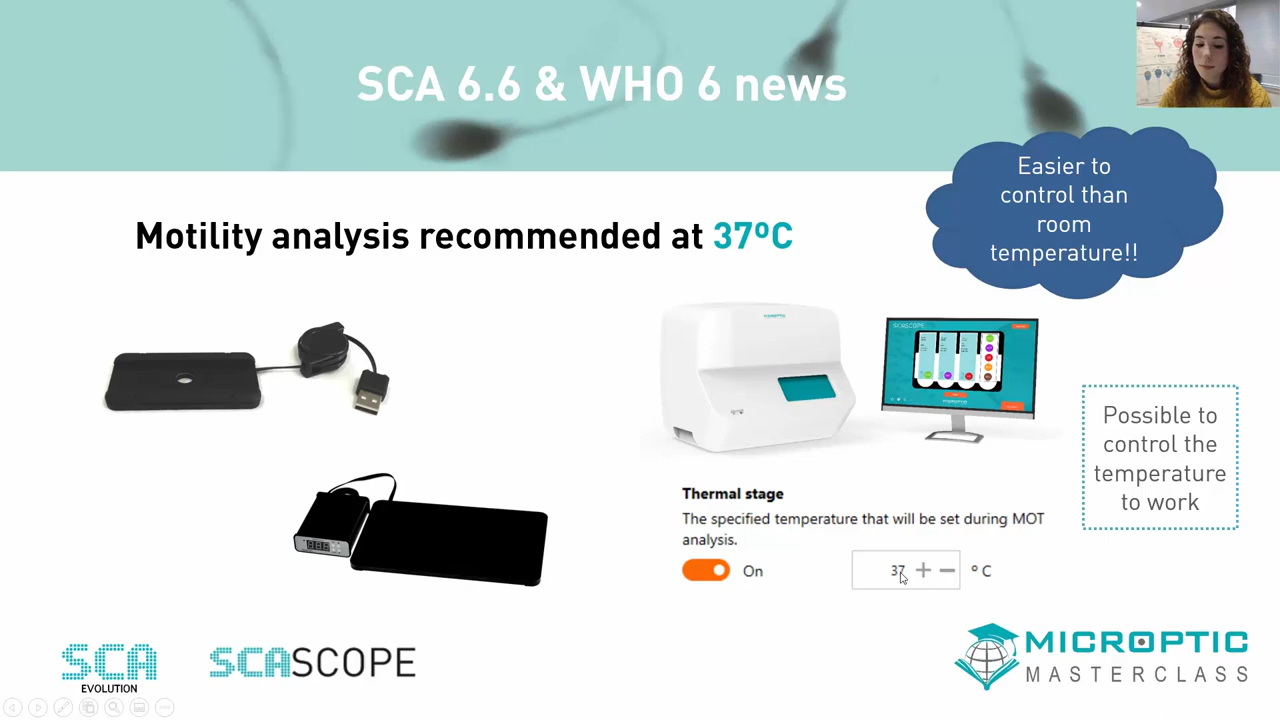 SCA 6.6 & WHO 6 news
Easier to
control than
room
temperature!!
Motility analysis recommended at 37ºC
SCASCOPE
Possible to
control the
temperature
to work
Thermal stage
The specified temperature that will be set during MOT
analysis.
On
37
º C
SCA
EVOLUTION
SCASCOPE
MICROPTIC
MASTERCLASS